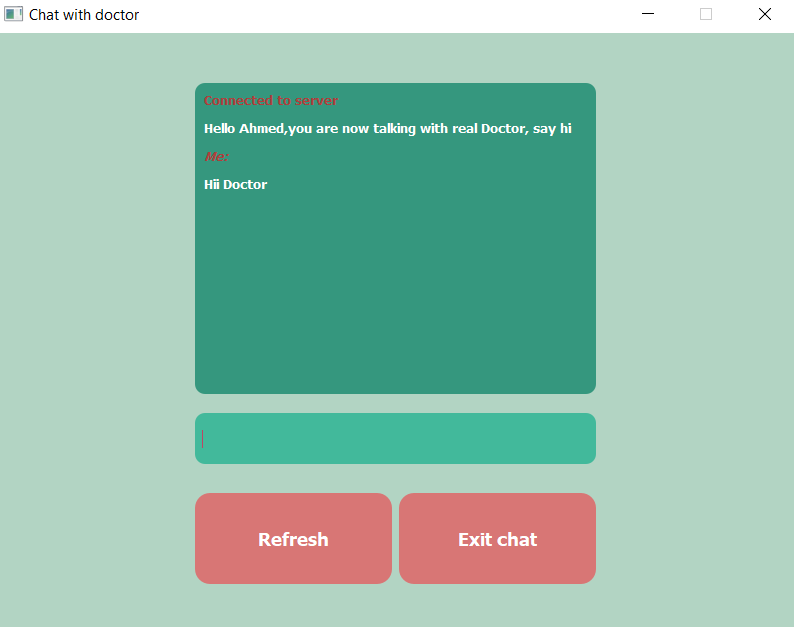 Chat with doctor
Connected to server
Hello Ahmed,you are now talking with real Doctor, say hi
Me:
Hii Doctor
Refresh
Exit chat